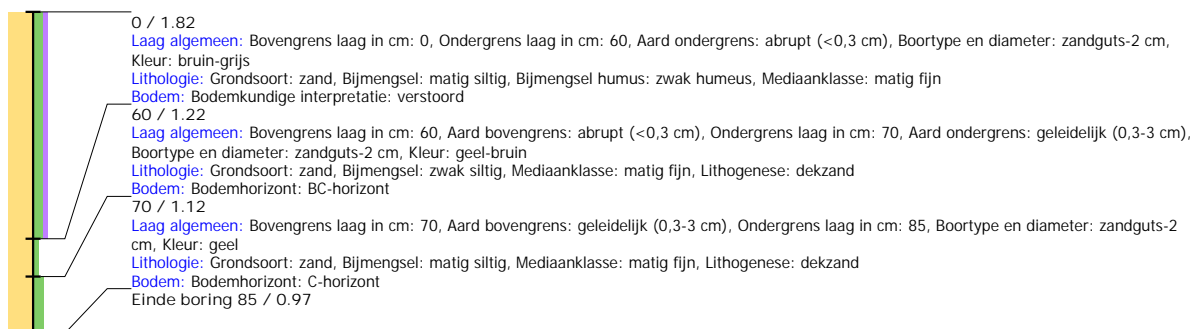 0 / 1.82
Laag algemeen: Bovengrens laag in cm: 0, Ondergrens laag in cm: 60, Aard ondergrens: abrupt (<0,3 cm), Boortype en diameter: zandguts-2 cm,
Kleur: bruin-grijs
Lithologie: Grondsoort: zand, Bijmengsel: matig siltig, Bijmengsel humus: zwak humeus, Mediaanklasse: matig fijn
Bodem: Bodemkundige interpretatie: verstoord
60 / 1.22
Laag algemeen: Bovengrens laag in cm: 60, Aard bovengrens: abrupt (<0,3 cm), Ondergrens laag in cm: 70, Aard ondergrens: geleidelijk (0,3-3 cm),
Boortype en diameter: zandguts-2 cm, Kleur: geel-bruin
Lithologie: Grondsoort: zand, Bijmengsel: zwak siltig, Mediaanklasse: matig fijn, Lithogenese: dekzand
Bodem: Bodemhorizont: BC-horizont
70 / 1.12
Laag algemeen: Bovengrens laag in cm: 70, Aard bovengrens: geleidelijk (0,3-3 cm), Ondergrens laag in cm: 85, Boortype en diameter: zandguts-2
cm, Kleur: geel
Lithologie: Grondsoort: zand, Bijmengsel: matig siltig, Mediaanklasse: matig fijn, Lithogenese: dekzand
Bodem: Bodemhorizont: C-horizont
Einde boring 85 / 0.97